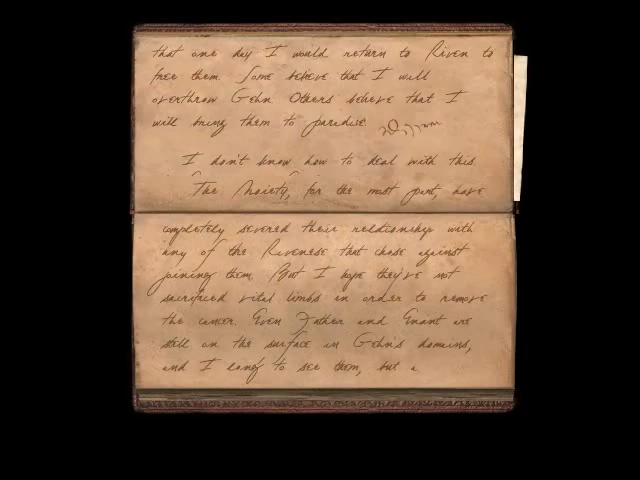 that one day I would return to Riven to
free them. Some believe that I will
overthrow Gehn. Others believe that I
will bring them to paradise.
I don't know how to deal with this.
"The Moiety," for the most part, have
completely severed their relationship with
any of the Rivenese that chose against
joining them. But I hope they've not
sacrificed vital limbs in order to remove
the cancer. Even Father and Enant are
still on the surface in Gehn's domains,
and I long to see them, but a